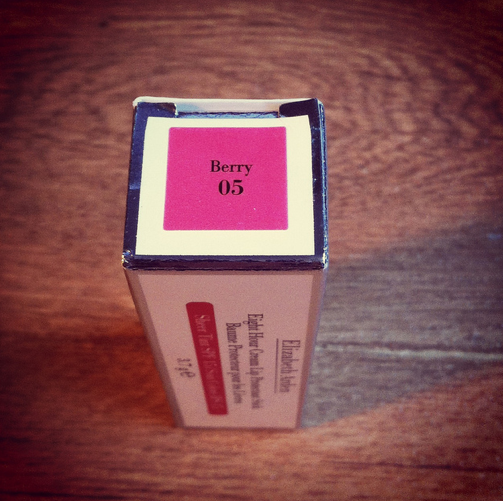 Berry
05
Elizabeth Arden
Eight Hour Cream Lip Protectant Stick
Baume Protecteur pour les Lèvres
Sheer Tint SPF 15
3.7 g ℮